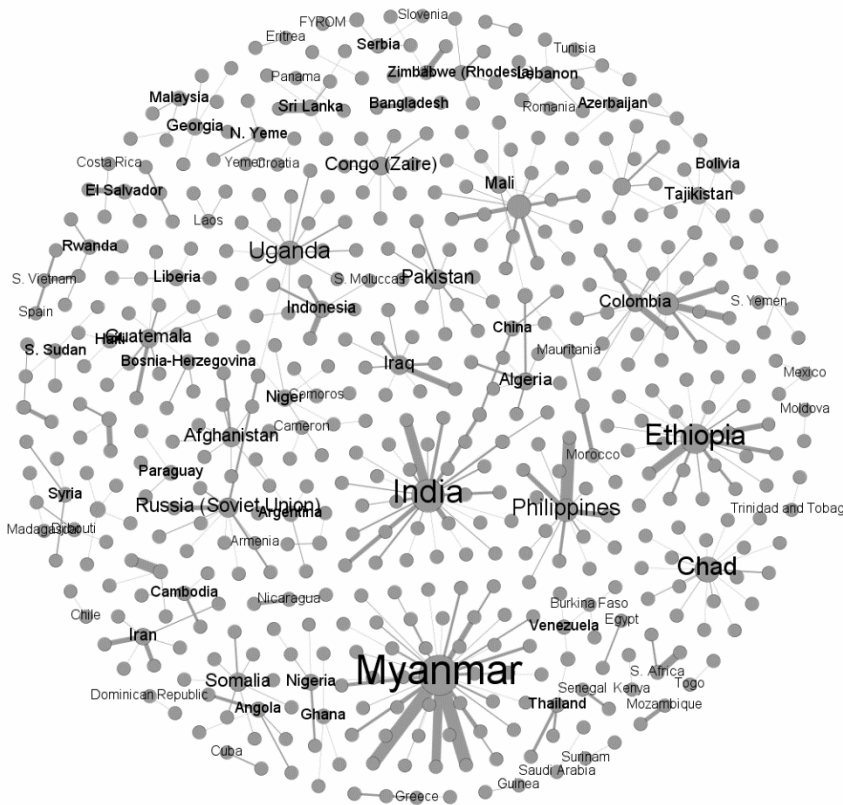 Slovenia
FYROM
Eritrea
Serbia
Tunisia
Zimbabwe (Rhodesia)
Lebanon
Panama
Malaysia
Sri Lanka
Bangladesh
Romania
Azerbaijan
Georgia
N. Yeme
Costa Rica
Yemen
Croatia
Congo (Zaire)
Bolivia
Mali
El Salvador
Tajikistan
Laos
Rwanda
Uganda
S. Vietnam
Liberia
S. Moluccas
Pakistan
Spain
Indonesia
Colombia
S. Yemen
Haiti
Guatemala
China
S. Sudan
Bosnia-Herzegovina
Iraq
Mauritania
Algeria
Mexico
Niger
Comoros
Moldova
Cameron
Afghanistan
Ethiopia
Morocco
Paraguay
Syria
India
Russia (Soviet Union)
Argentina
Philippines
Trinidad and Tobag
Madagascar
Djibouti
Armenia
Chad
Cambodia
Nicaragua
Burkina Faso
Chile
Venezuela
Egypt
Iran
Myanmar
S. Africa
Somalia
Nigeria
Togo
Dominican Republic
Senegal
Kenya
Angola
Ghana
Thailand
Mozambique
Cuba
Surinam
Saudi Arabia
Guinea
Greece